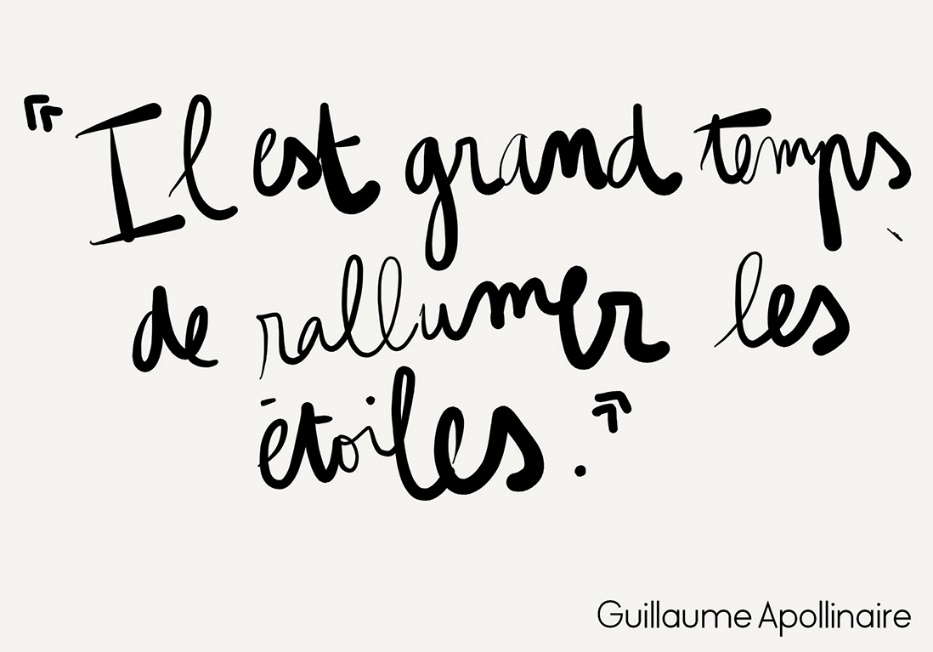 « Il est grand temps
de rallumer les
étoiles. »
Guillaume Apollinaire